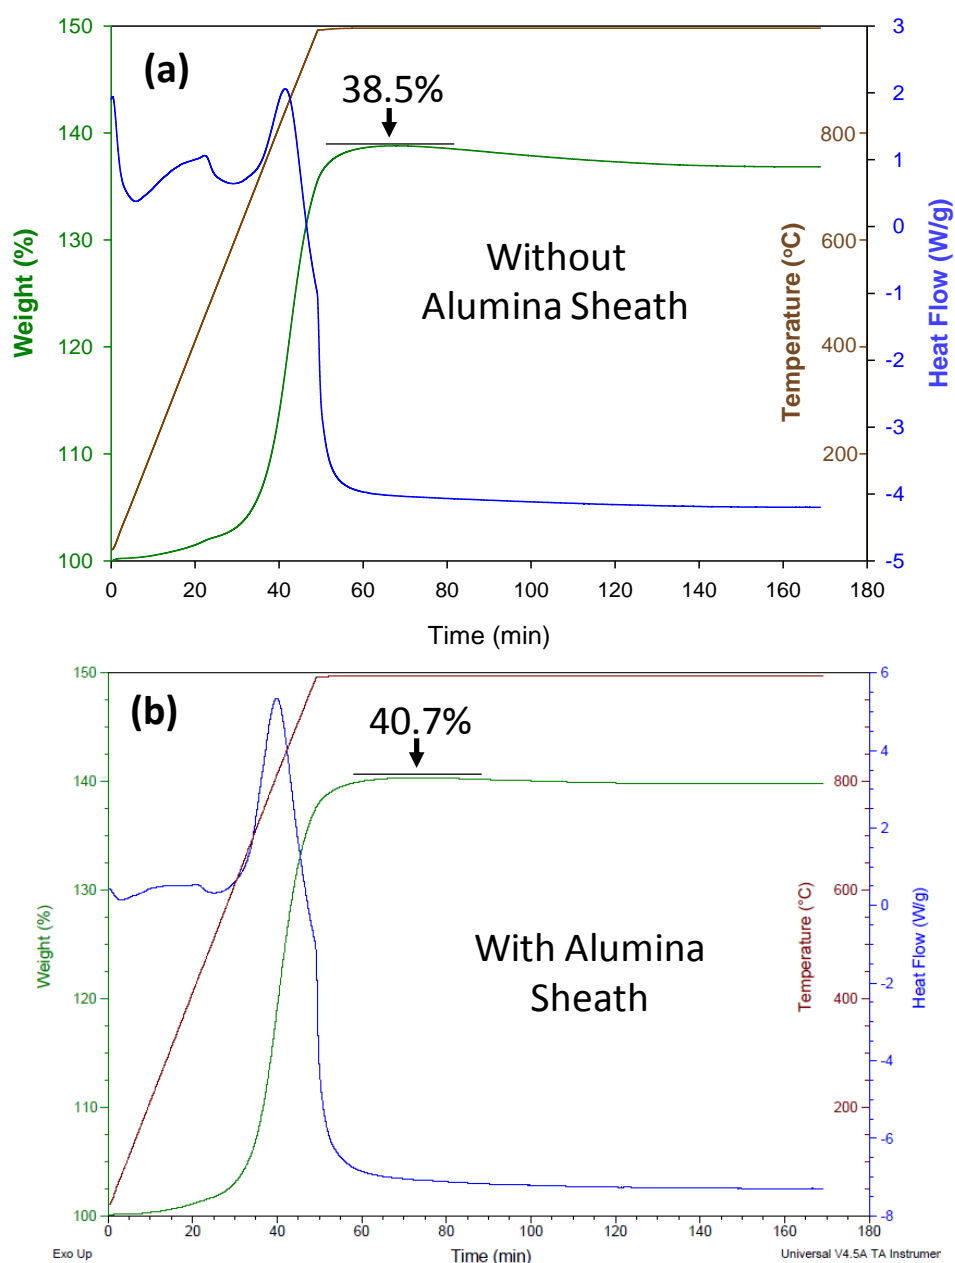 (a)
38.5%
Without
Alumina Sheath
Weight (%)
150
140
130
120
110
100
Temperature (ºC)
800
600
400
200
Heat Flow (W/g)
3
2
1
0
-1
-2
-3
-4
-5
0 20 40 60 80 100 120 140 160 180
Time (min)
(b)
40.7%
With Alumina
Sheath
Weight (%)
150
140
130
120
110
100
Temperature (°C)
800
600
400
200
Heat Flow (W/g)
6
4
2
0
-2
-4
-6
-8
0 20 40 60 80 100 120 140 160 180
Exo Up
Time (min)
Universal V4.5A TA Instrumen